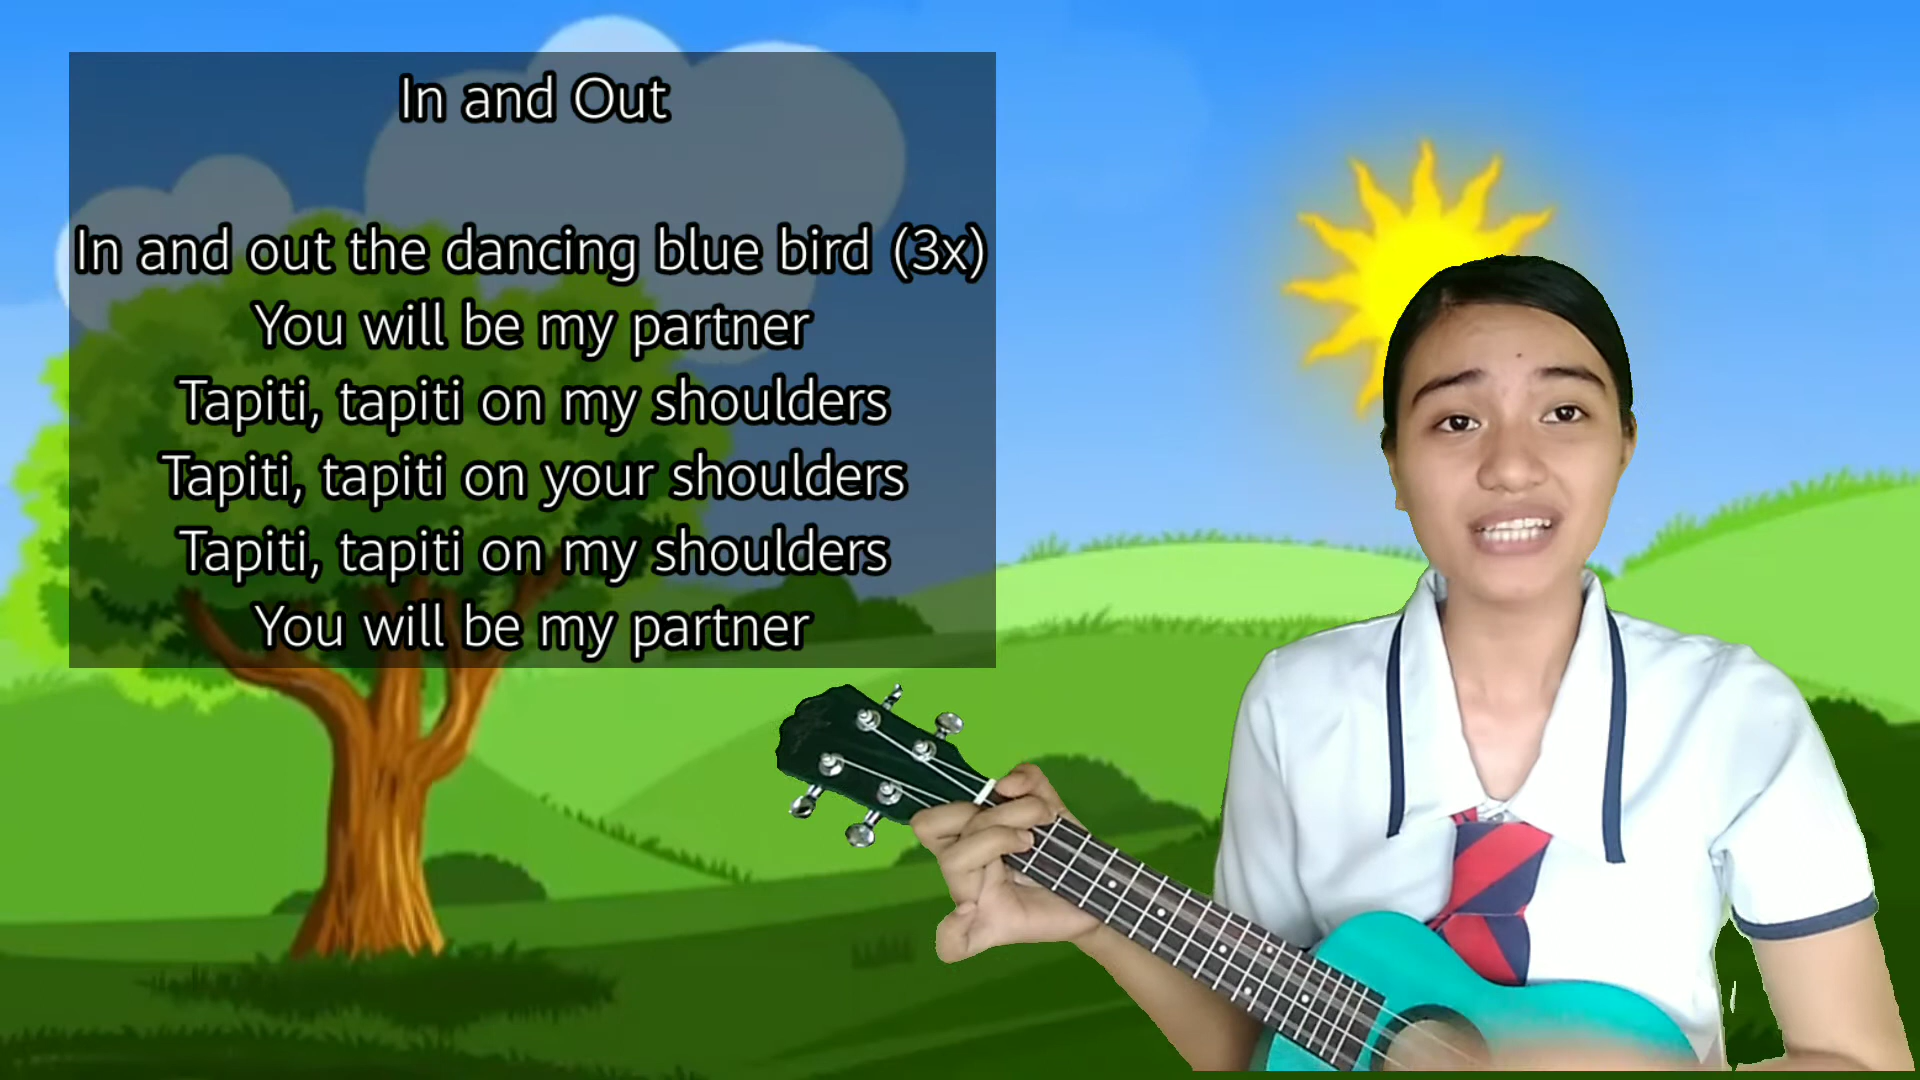 In and Out
In and out the dancing blue bird (3x)
You will be my partner
Tapiti, tapiti on my shoulders
Tapiti, tapiti on your shoulders
Tapiti, tapiti on my shoulders
You will be my partner